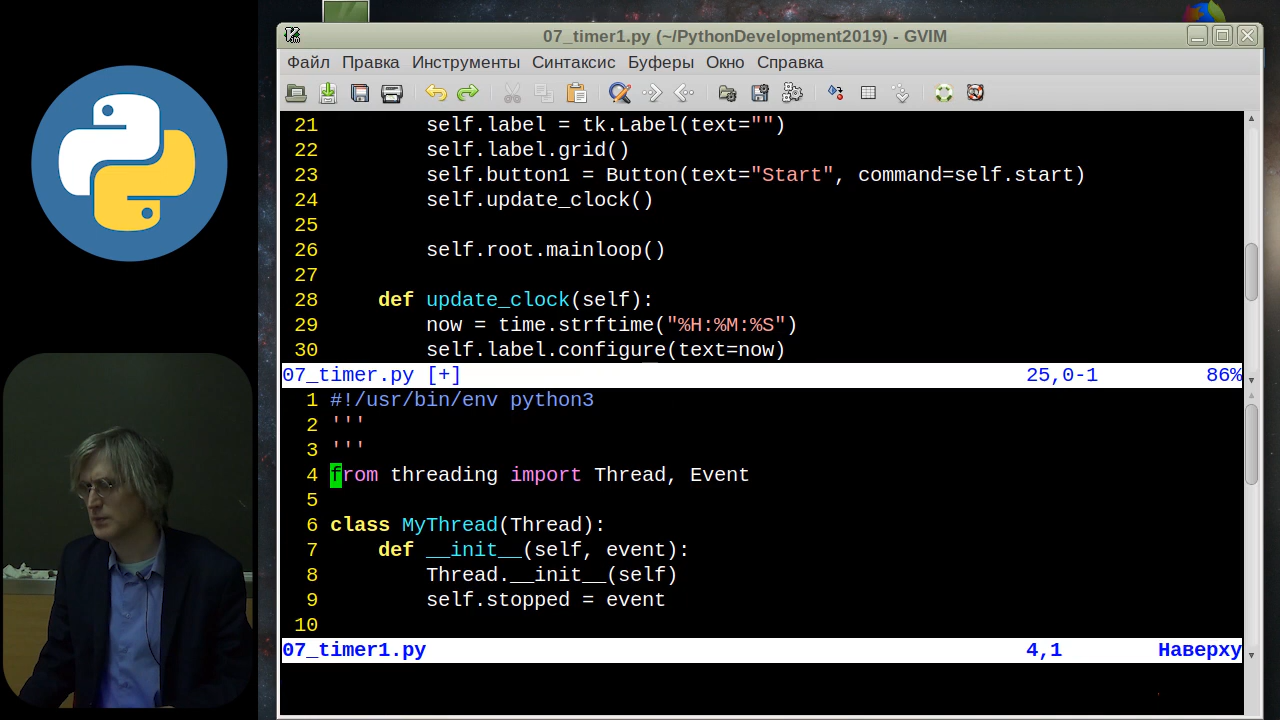 07_timer1.py (~/PythonDevelopment2019) - GVIM
Файл Правка Инструменты Синтаксис Буферы Окно Справка
21 self.label = tk.Label(text="")
22 self.label.grid()
23 self.button1 = Button(text="Start", command=self.start)
24 self.update_clock()
25
26 self.root.mainloop()
27
28 def update_clock(self):
29 now = time.strftime("%H:%M:%S")
30 self.label.configure(text=now)
07_timer.py [+] 25,0-1 86%
1 #!/usr/bin/env python3
2 '''
3 '''
4 from threading import Thread, Event
5
6 class MyThread(Thread):
7 def __init__(self, event):
8 Thread.__init__(self)
9 self.stopped = event
10
07_timer1.py 4,1 Наверху